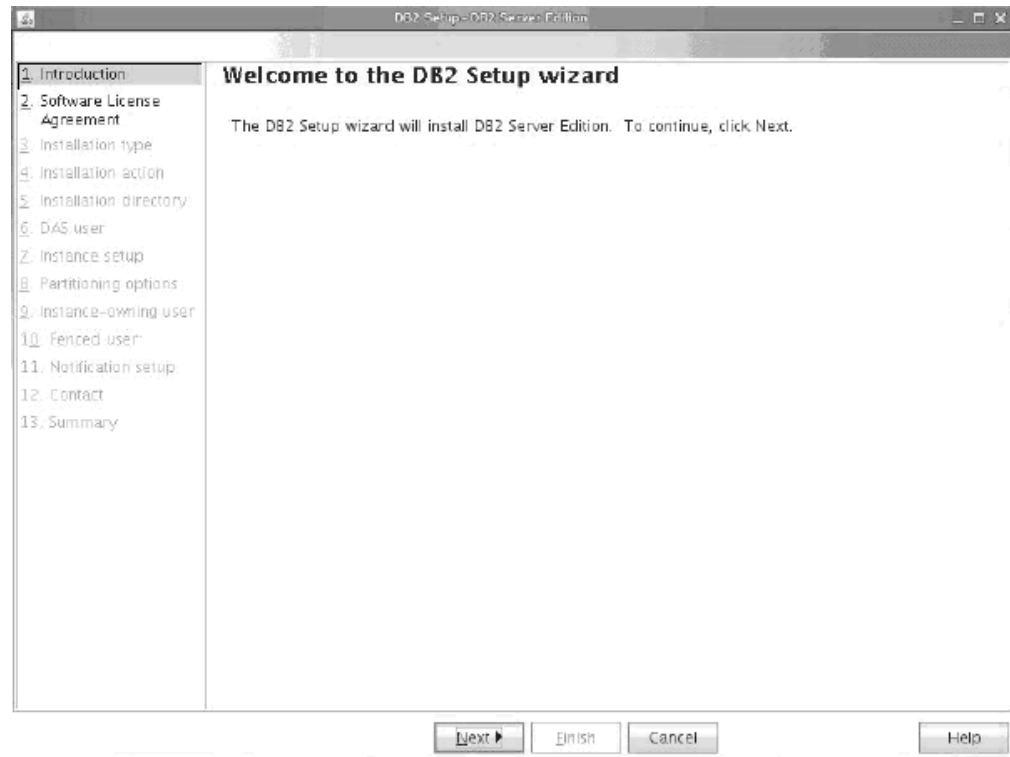 DB2 Setup - DB2 Server Edition
1. Introduction
2. Software License
Agreement
3. Installation type
4. Installation action
5. Installation directory
6. DAS user
7. Instance setup
8. Partitioning options
9. Instance-owning user
10. Fenced user
11. Notification setup
12. Contact
13. Summary
Welcome to the DB2 Setup wizard
The DB2 Setup wizard will install DB2 Server Edition. To continue, click Next.
Next
Finish
Cancel
Help